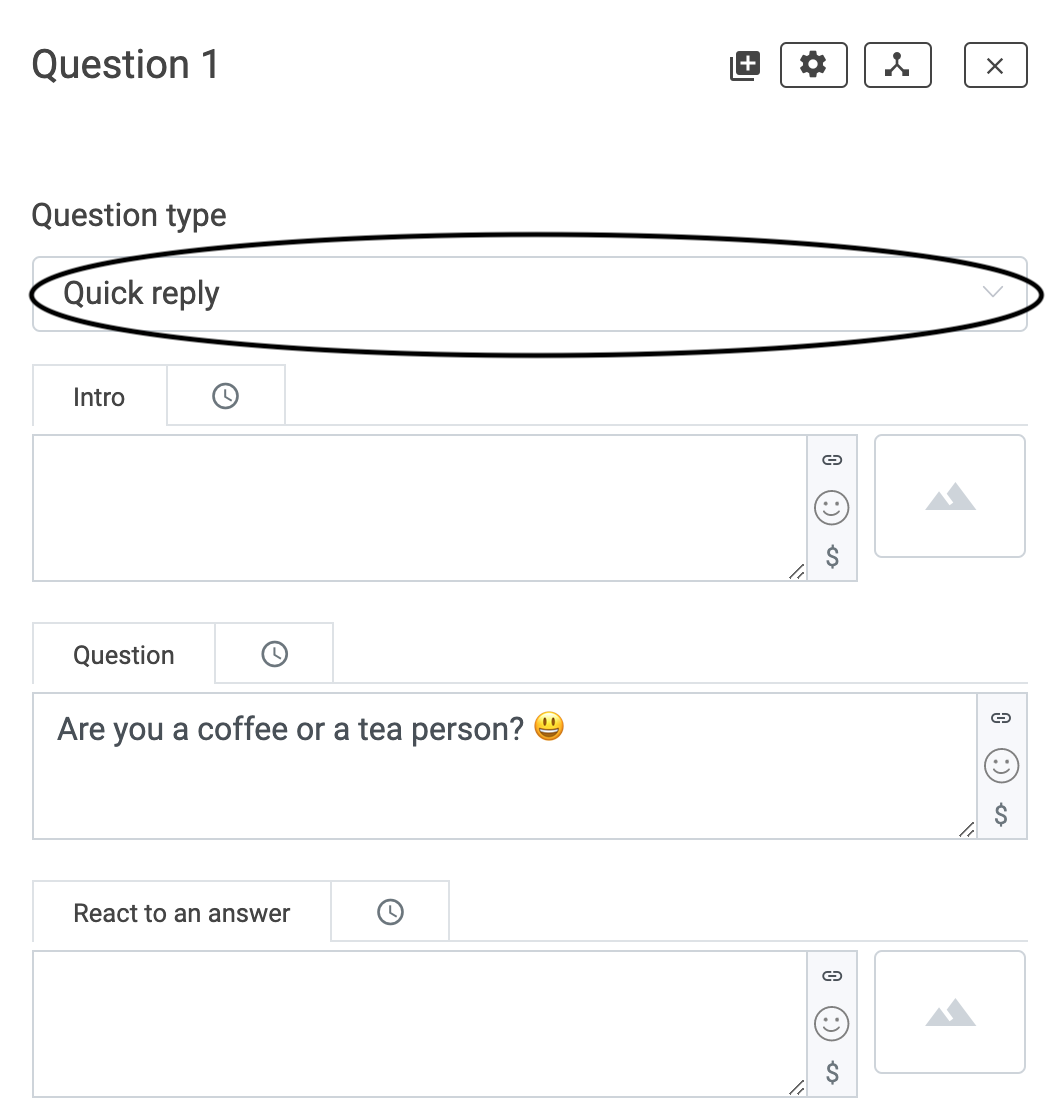 Question 1
Question type
Quick reply
Intro
$
Question
Are you a coffee or a tea person? 😃
$
React to an answer
$